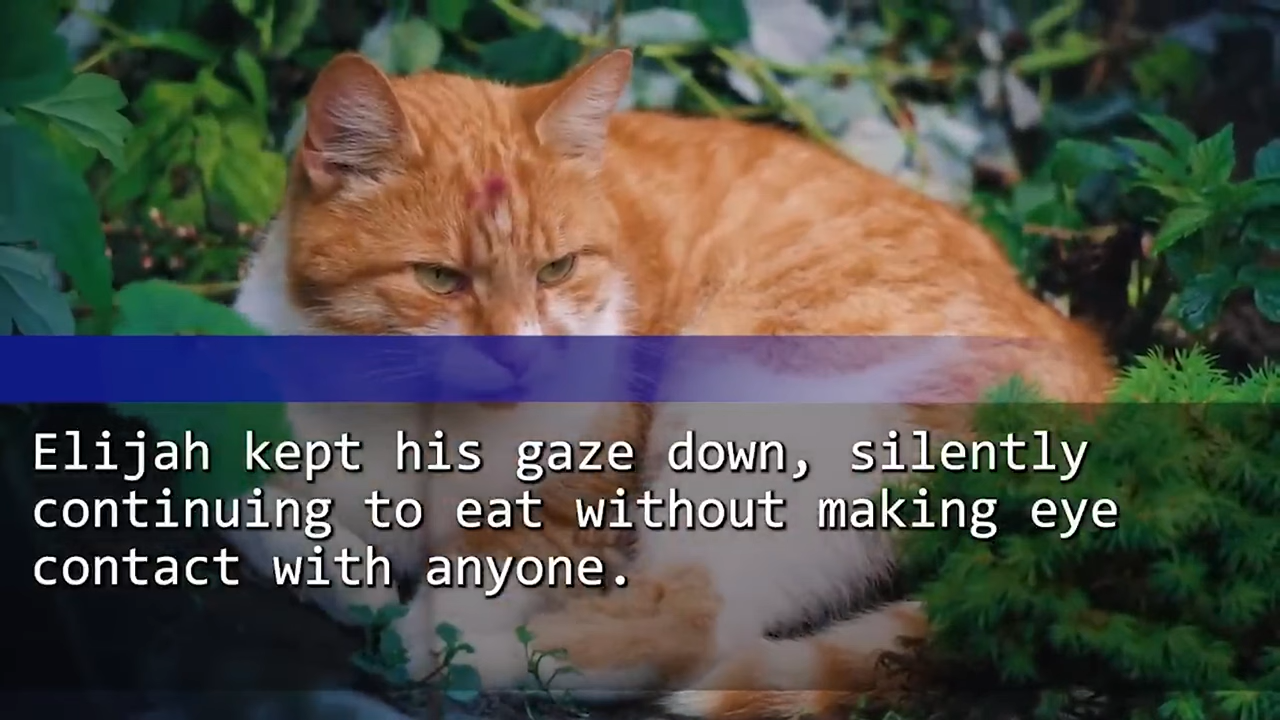 Elijah kept his gaze down, silently
continuing to eat without making eye
contact with anyone.